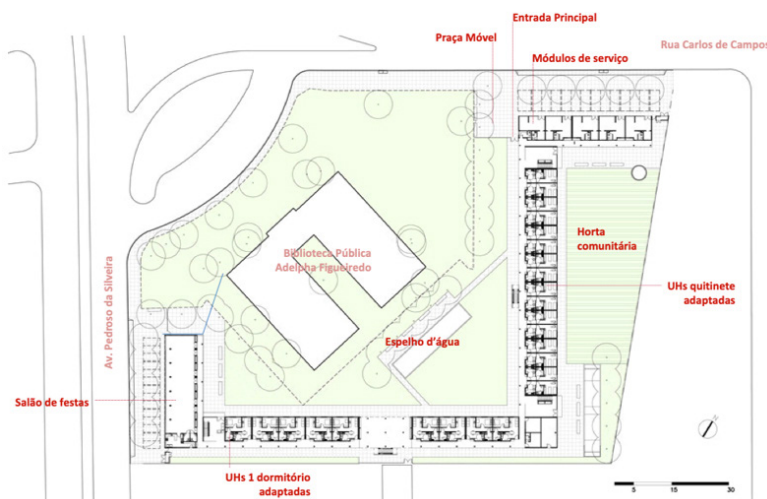 Entrada Principal
Praça Móvel
Rua Carlos de Campos
Módulos de serviço
Biblioteca Pública
Adelpha Figueiredo
Horta
comunitária
Av. Pedroso da Silveira
UHs quitinete
adaptadas
Espelho d'água
Salão de festas
UHs 1 dormitório
adaptadas
5 15 30